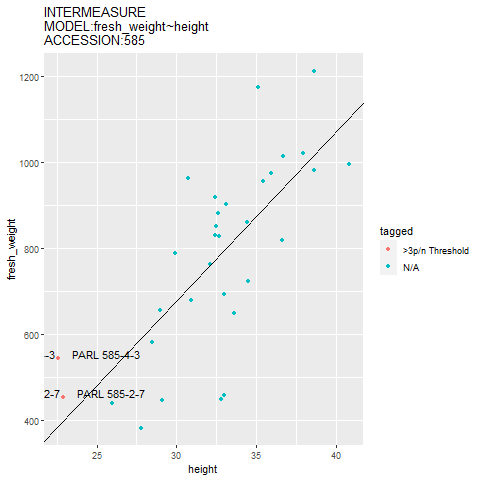 INTERMEASURE
MODEL:fresh_weight~height
ACCESSION:585
1200
1000
800
600
400
fresh_weight
-3 PARL 585-4-3
2-7 PARL 585-2-7
25 30 35 40
height
tagged
>3p/n Threshold
N/A